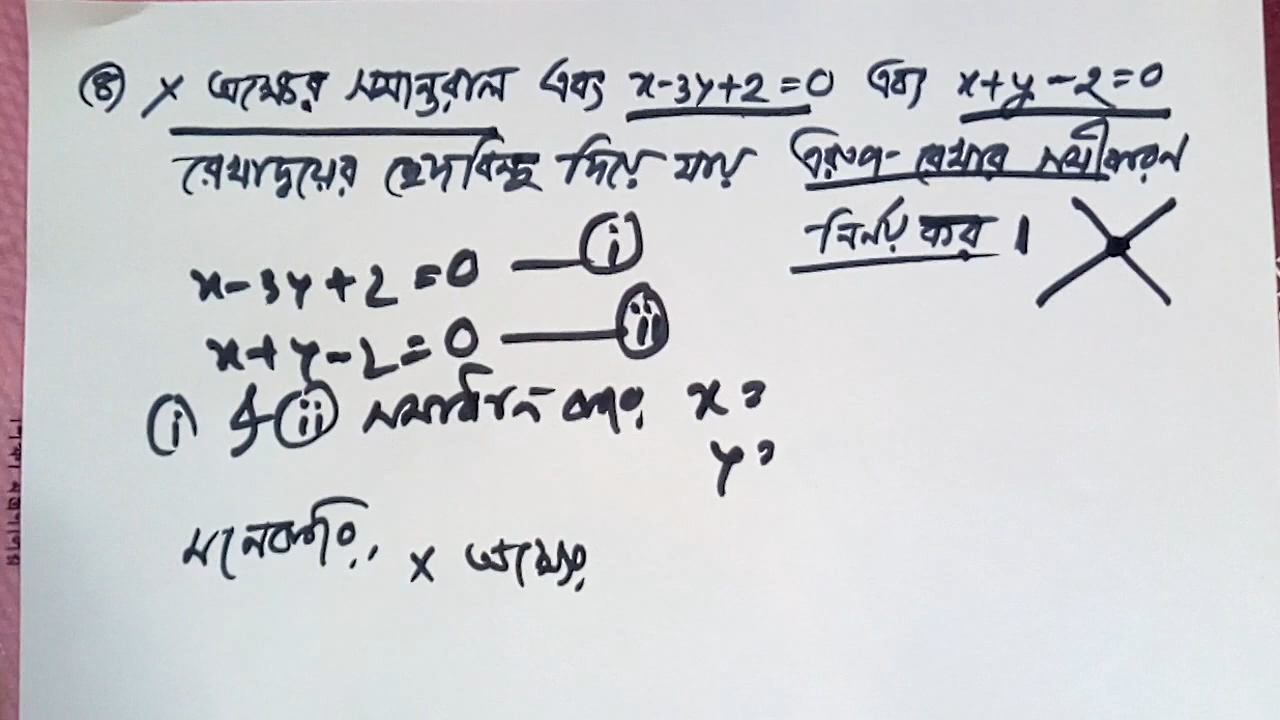 (৪) X অক্ষের সমান্তরাল এবং x-3y+2=0 এবং x+y-2=0
রেখাদ্বয়ের ছেদবিন্দু দিয়ে যায় এরূপ রেখার সমীকরণ
নির্ণয় কর।
x-3y+2=0 — (i)
x+y-2=0 — (ii)
(i) & (ii) সমাধান করে, x=
y=
মনেকরি, x অক্ষের